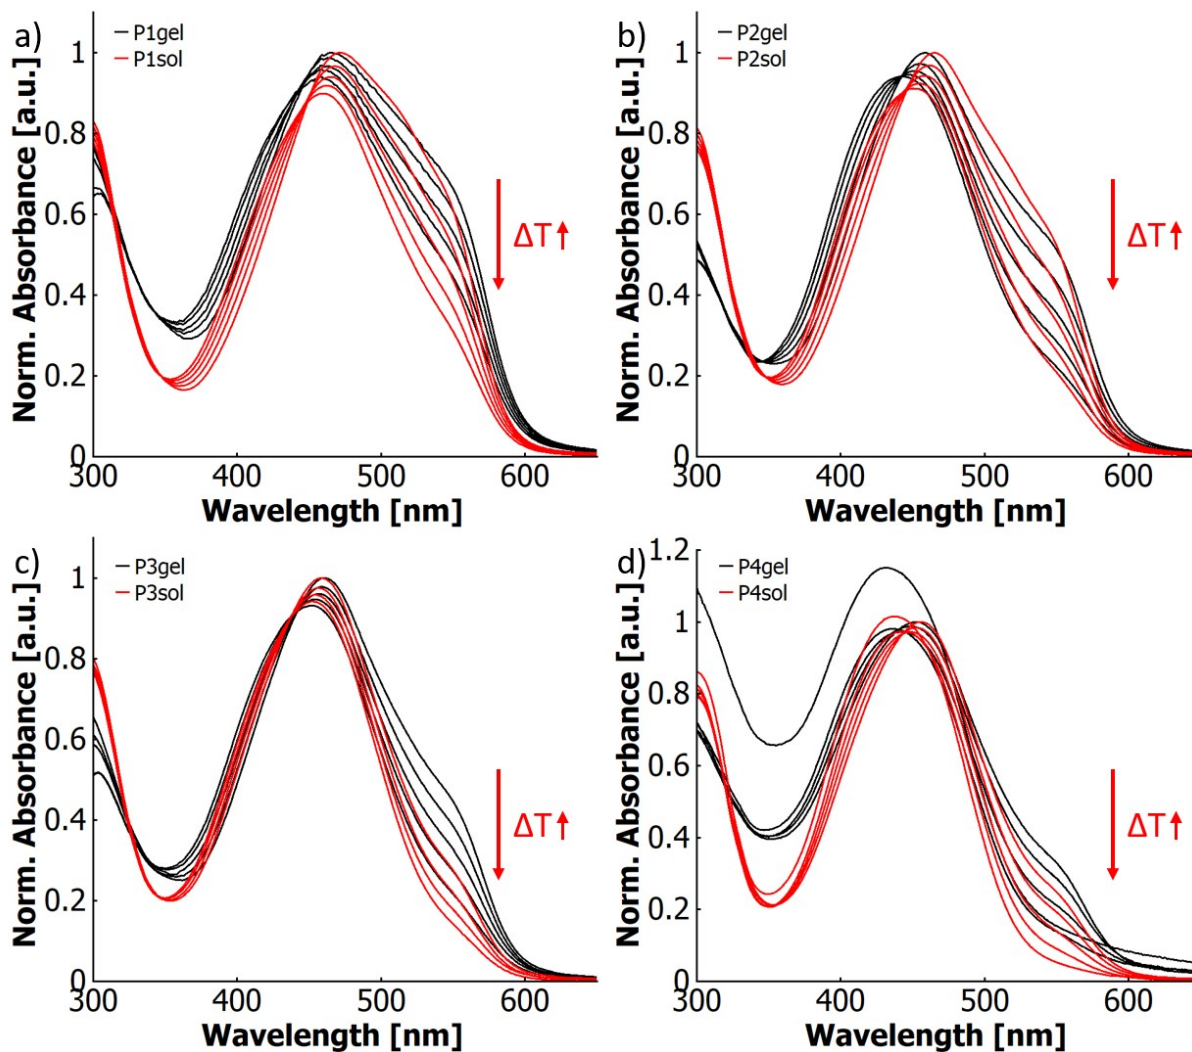 a)
P1gel
P1sol
1
0.8
0.6
0.4
0.2
0
300
400
500
600
Norm. Absorbance [a.u.]
Wavelength [nm]
ΔT↑
b)
P2gel
P2sol
1
0.8
0.6
0.4
0.2
0
300
400
500
600
Norm. Absorbance [a.u.]
Wavelength [nm]
ΔT↑
c)
P3gel
P3sol
1
0.8
0.6
0.4
0.2
0
300
400
500
600
Norm. Absorbance [a.u.]
Wavelength [nm]
ΔT↑
d)
P4gel
P4sol
1.2
1
0.8
0.6
0.4
0.2
0
300
400
500
600
Norm. Absorbance [a.u.]
Wavelength [nm]
ΔT↑